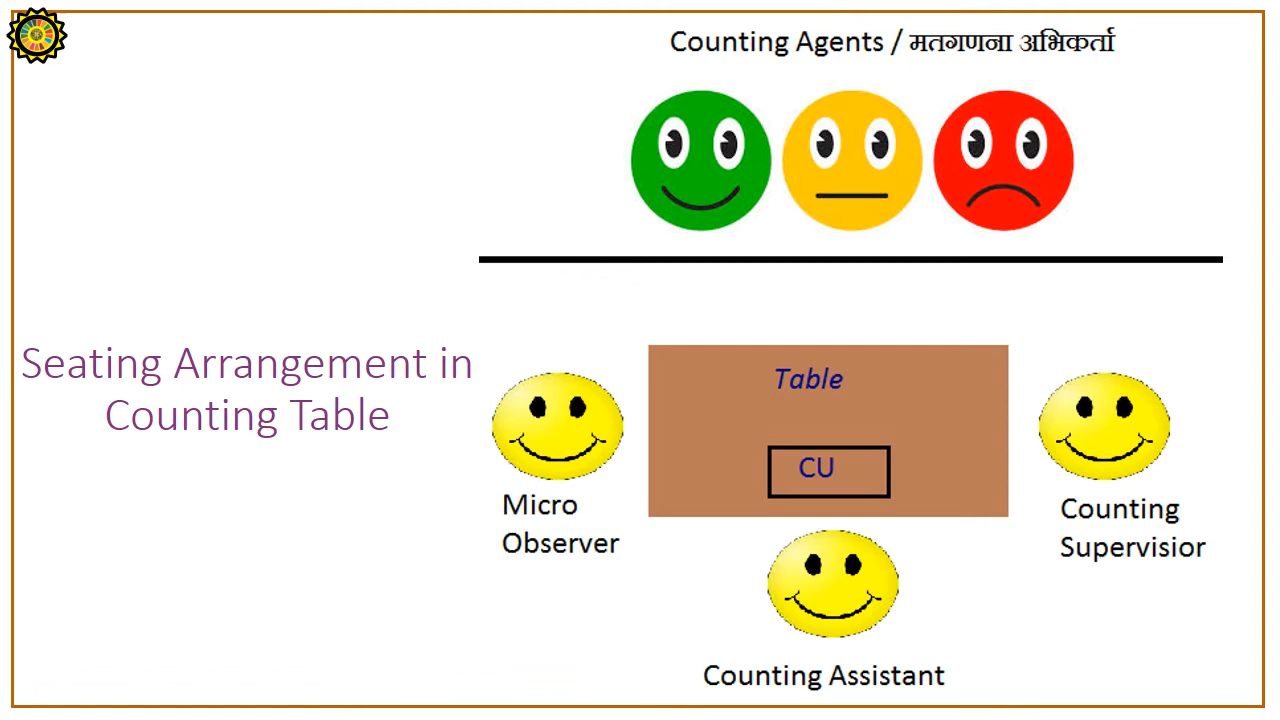 Counting Agents / मतगणना अभिकर्ता
Seating Arrangement in
Counting Table
Table
CU
Micro
Observer
Counting
Supervisior
Counting Assistant